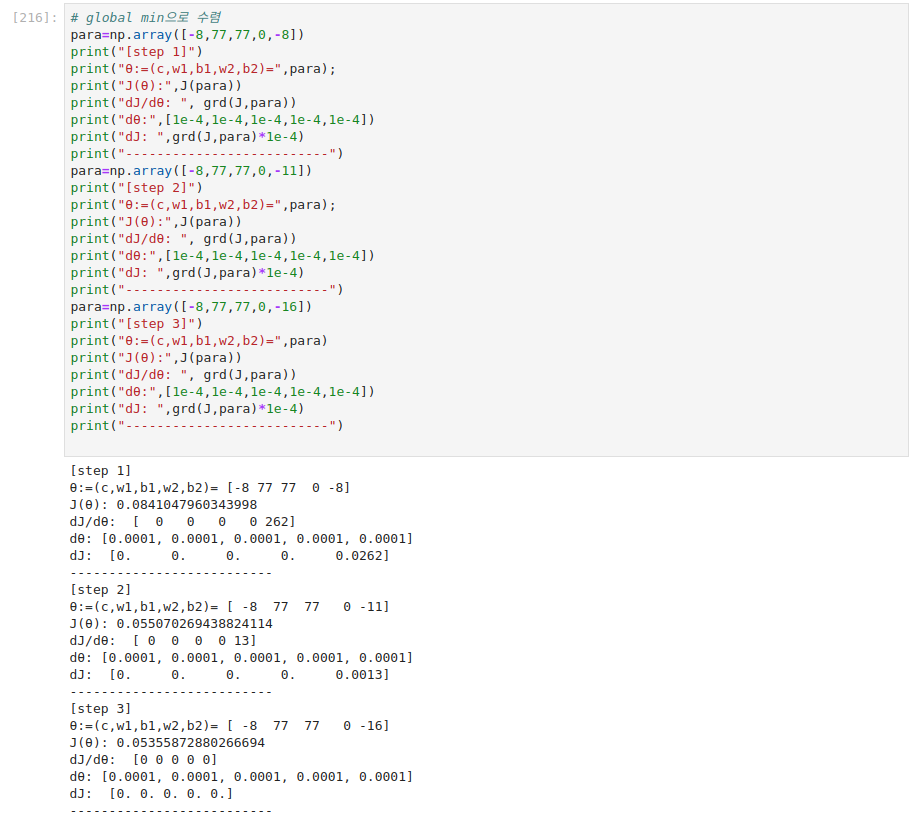 [216]: # global min으로 수렴
para=np.array([-8,77,77,0,-8])
print("[step 1]")
print("θ:=(c,w1,b1,w2,b2)=",para);
print("J(θ):",J(para))
print("dJ/dθ: ", grd(J,para))
print("dθ:",[1e-4,1e-4,1e-4,1e-4,1e-4])
print("dJ: ",grd(J,para)*1e-4)
print("--------------------------")
para=np.array([-8,77,77,0,-11])
print("[step 2]")
print("θ:=(c,w1,b1,w2,b2)=",para);
print("J(θ):",J(para))
print("dJ/dθ: ", grd(J,para))
print("dθ:",[1e-4,1e-4,1e-4,1e-4,1e-4])
print("dJ: ",grd(J,para)*1e-4)
print("--------------------------")
para=np.array([-8,77,77,0,-16])
print("[step 3]")
print("θ:=(c,w1,b1,w2,b2)=",para)
print("J(θ):",J(para))
print("dJ/dθ: ", grd(J,para))
print("dθ:",[1e-4,1e-4,1e-4,1e-4,1e-4])
print("dJ: ",grd(J,para)*1e-4)
print("--------------------------")
[step 1]
θ:=(c,w1,b1,w2,b2)= [-8 77 77  0 -8]
J(θ): 0.0841047960343998
dJ/dθ:  [  0   0   0   0 262]
dθ: [0.0001, 0.0001, 0.0001, 0.0001, 0.0001]
dJ:  [0.     0.     0.     0.     0.0262]
--------------------------
[step 2]
θ:=(c,w1,b1,w2,b2)= [ -8  77  77   0 -11]
J(θ): 0.055070269438824114
dJ/dθ:  [ 0  0  0  0 13]
dθ: [0.0001, 0.0001, 0.0001, 0.0001, 0.0001]
dJ:  [0.     0.     0.     0.     0.0013]
--------------------------
[step 3]
θ:=(c,w1,b1,w2,b2)= [ -8  77  77   0 -16]
J(θ): 0.05355872880266694
dJ/dθ:  [0 0 0 0 0]
dθ: [0.0001, 0.0001, 0.0001, 0.0001, 0.0001]
dJ:  [0. 0. 0. 0. 0.]
--------------------------